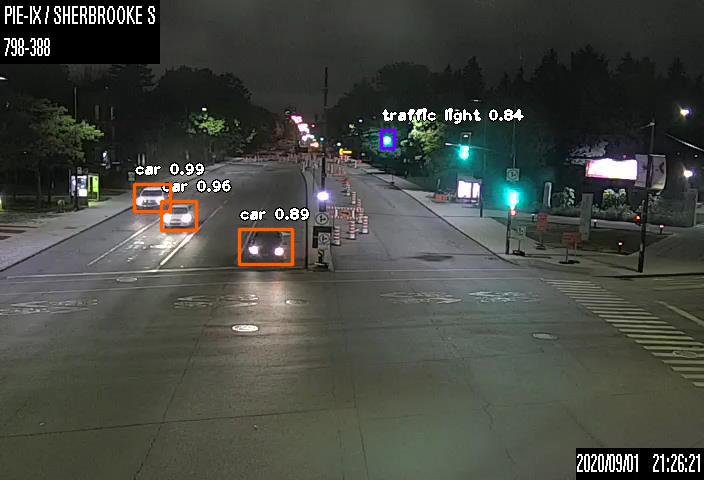 PIE-IX / SHERBROOKE S
798-388
traffic light 0.84
car 0.99
car 0.96
car 0.89
2020/09/01 21:26:21